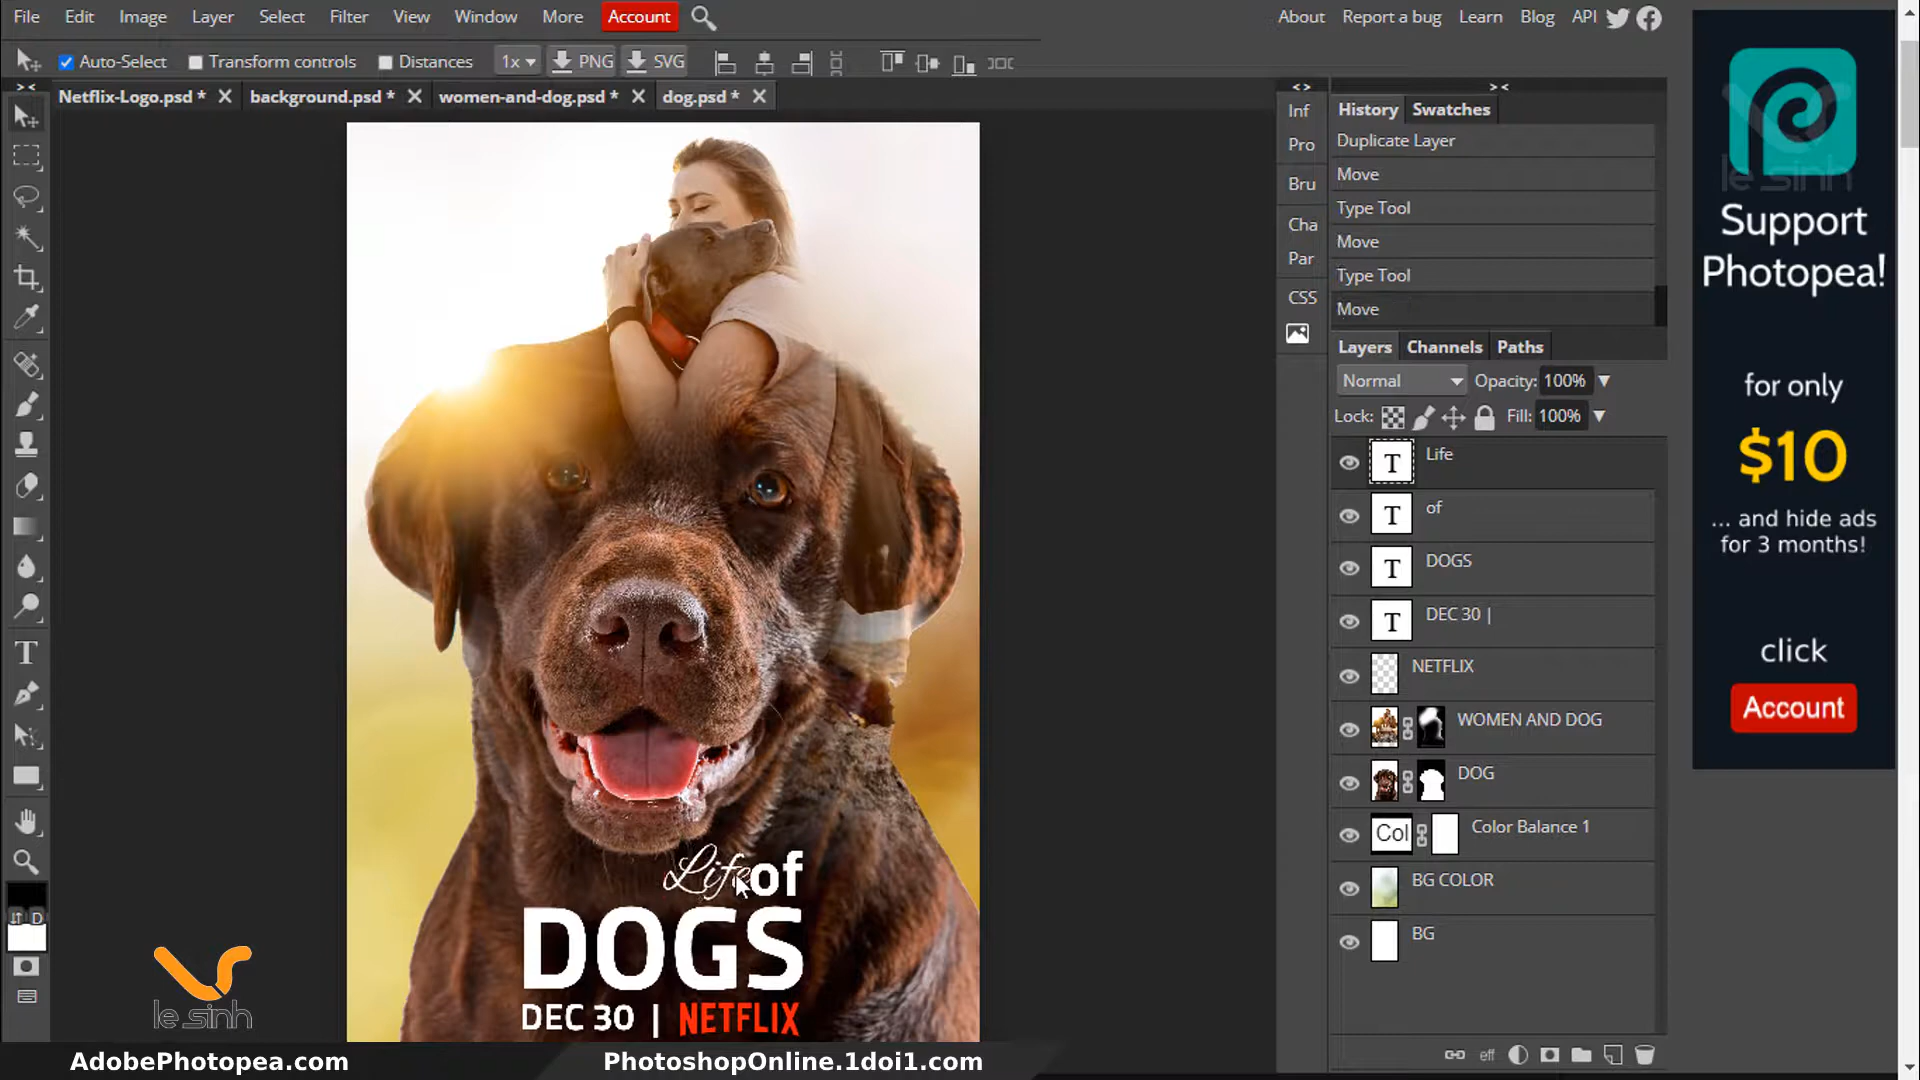 File Edit Image Layer Select Filter View Window More Account
About Report a bug Learn Blog API
Auto-Select Transform controls Distances 1x PNG SVG
Netflix-Logo.psd * background.psd * women-and-dog.psd * dog.psd *
Inf
Pro
Bru
Cha
Par
CSS
History Swatches
Duplicate Layer
Move
Type Tool
Move
Type Tool
Move
Layers Channels Paths
Normal Opacity: 100%
Lock: Fill: 100%
T Life
T of
T DOGS
T DEC 30 |
NETFLIX
WOMEN AND DOG
DOG
Col Color Balance 1
BG COLOR
BG
eff
T
D
Life of
DOGS
DEC 30 | NETFLIX
le sinh
le sinh
Support
Photopea!
for only
$10
... and hide ads
for 3 months!
click
Account
AdobePhotopea.com PhotoshopOnline.1doi1.com